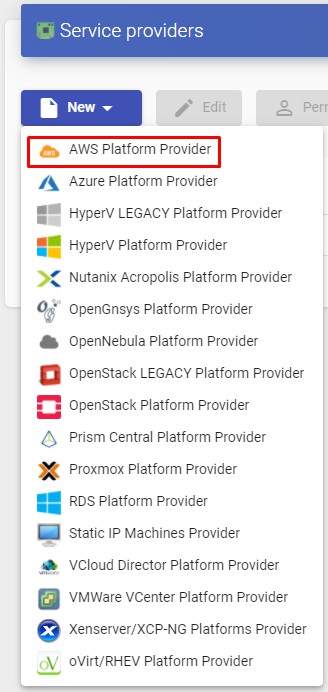 Service providers
New
Edit
Per
AWS Platform Provider
Azure Platform Provider
HyperV LEGACY Platform Provider
HyperV Platform Provider
Nutanix Acropolis Platform Provider
OpenGnsys Platform Provider
OpenNebula Platform Provider
OpenStack LEGACY Platform Provider
OpenStack Platform Provider
Prism Central Platform Provider
Proxmox Platform Provider
RDS Platform Provider
Static IP Machines Provider
VCloud Director Platform Provider
VMWare VCenter Platform Provider
Xenserver/XCP-NG Platforms Provider
oVirt/RHEV Platform Provider